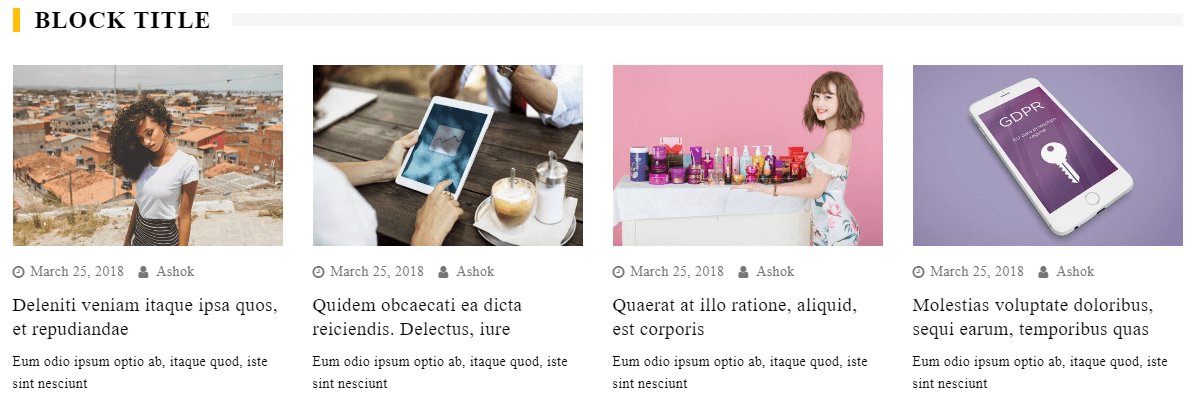 BLOCK TITLE
GDPR
March 25, 2018 Ashok
Deleniti veniam itaque ipsa quos,
et repudiandae
Eum odio ipsum optio ab, itaque quod, iste
sint nesciunt
March 25, 2018 Ashok
Quidem obcaecati ea dicta
reiciendis. Delectus, iure
Eum odio ipsum optio ab, itaque quod, iste
sint nesciunt
March 25, 2018 Ashok
Quaerat at illo ratione, aliquid,
est corporis
Eum odio ipsum optio ab, itaque quod, iste
sint nesciunt
March 25, 2018 Ashok
Molestias voluptate doloribus,
sequi earum, temporibus quas
Eum odio ipsum optio ab, itaque quod, iste
sint nesciunt